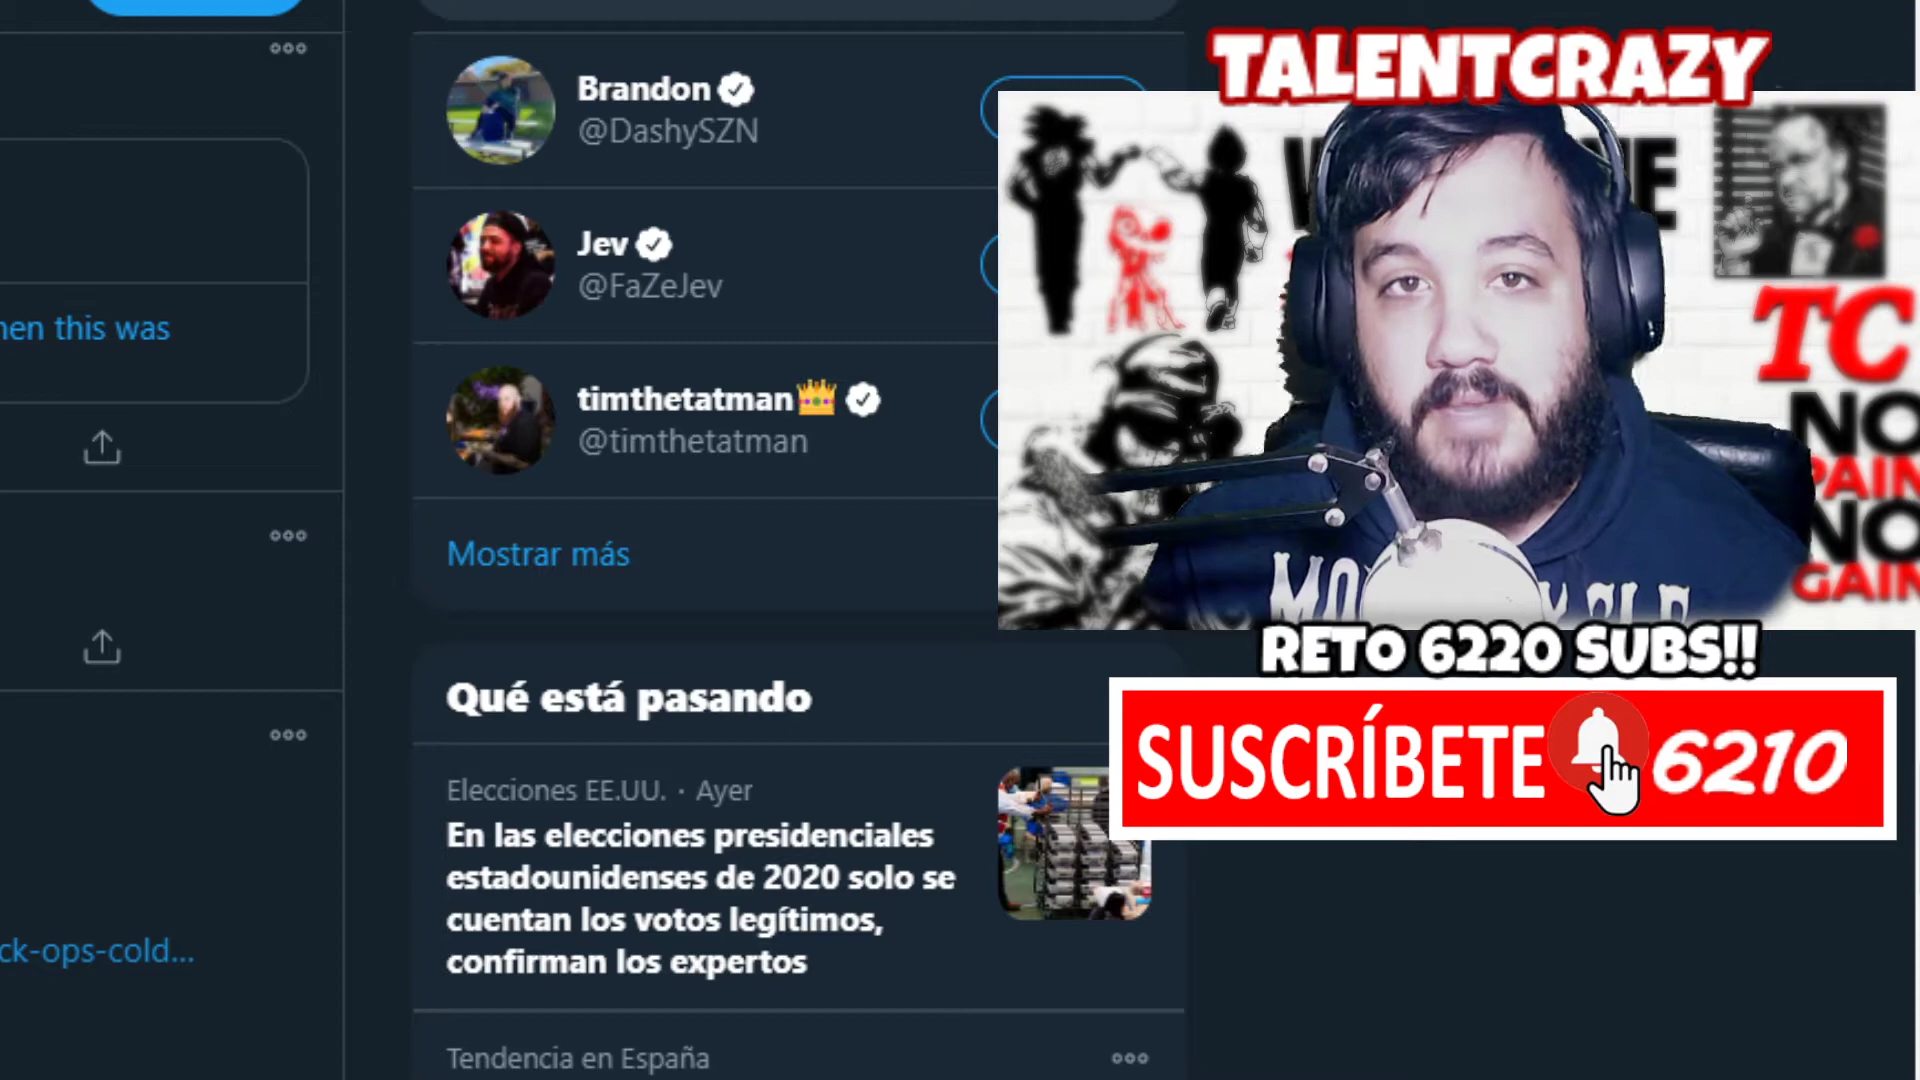 hen this was
ck-ops-cold...
Brandon
@DashySZN
Jev
@FaZeJev
timthetatman
@timthetatman
Mostrar más
Qué está pasando
Elecciones EE.UU. · Ayer
En las elecciones presidenciales
estadounidenses de 2020 solo se
cuentan los votos legítimos,
confirman los expertos
Tendencia en España
TALENTCRAZY
TC
NO
PAIN
NO
GAIN
RETO 6220 SUBS!!
SUSCRÍBETE 6210